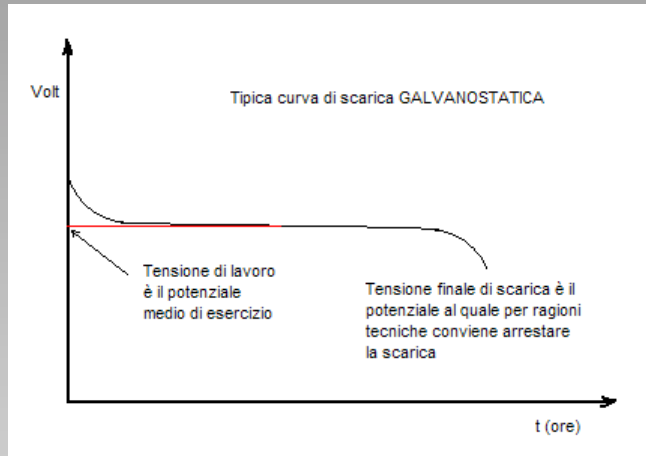 Volt
Tipica curva di scarica GALVANOSTATICA
Tensione di lavoro
è il potenziale
medio di esercizio
Tensione finale di scarica è il
potenziale al quale per ragioni
tecniche conviene arrestare
la scarica
t (ore)